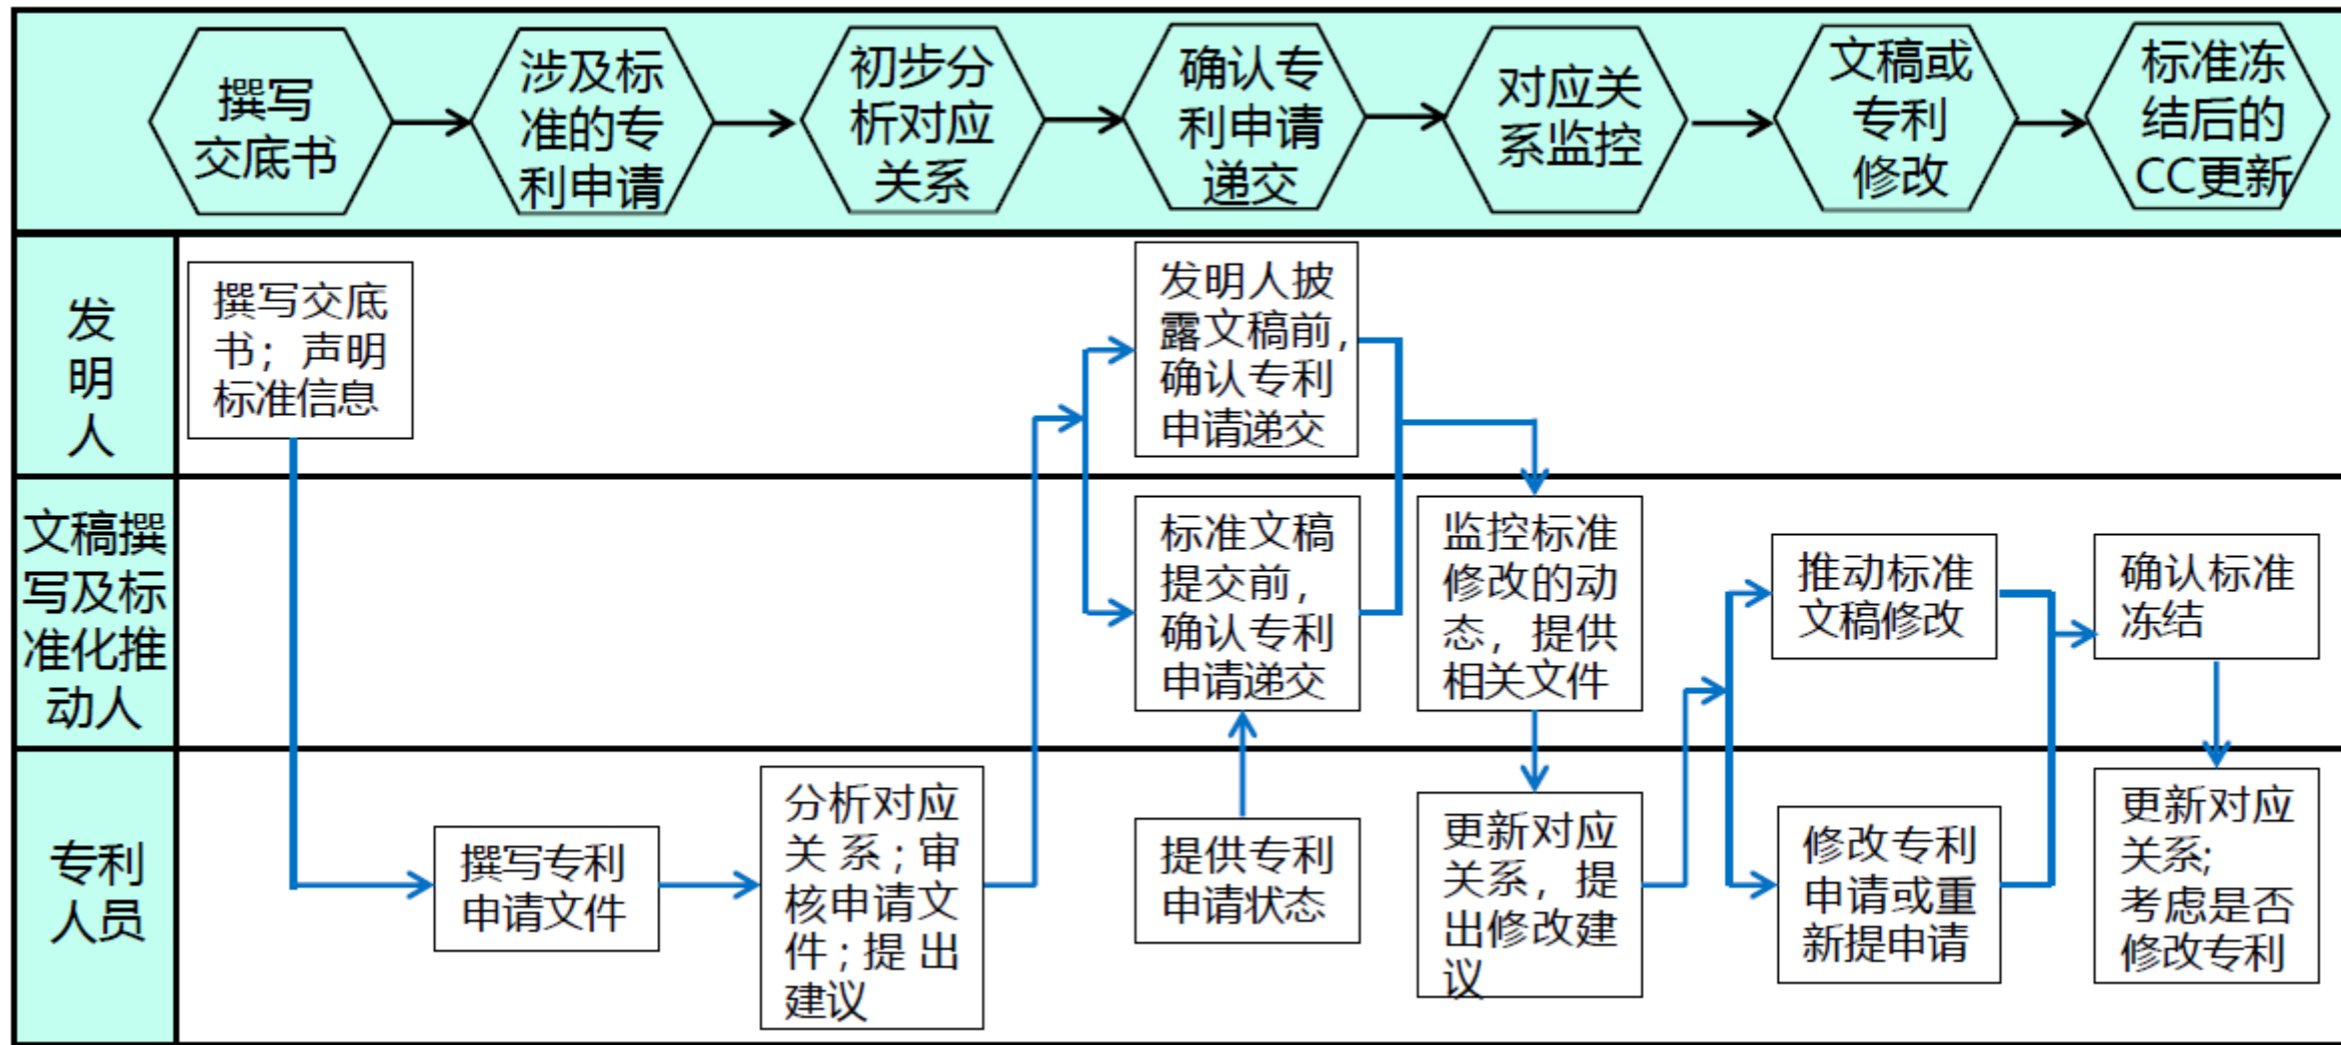 撰写
交底书
涉及标
准的专
利申请
初步分
析对应
关系
确认专
利申请
递交
对应关
系监控
文稿或
专利
修改
标准冻
结后的
CC更新
发
明
人
撰写交底
书；声明
标准信息
发明人披
露文稿前，
确认专利
申请递交
文稿撰
写及标
准化推
动人
标准文稿
提交前，
确认专利
申请递交
监控标准
修改的动
态，提供
相关文件
推动标准
文稿修改
确认标准
冻结
专利
人员
撰写专利
申请文件
分析对应
关系；审
核申请文
件；提出
建议
提供专利
申请状态
更新对应
关系，提
出修改建
议
修改专利
申请或重
新提申请
更新对应
关系；
考虑是否
修改专利